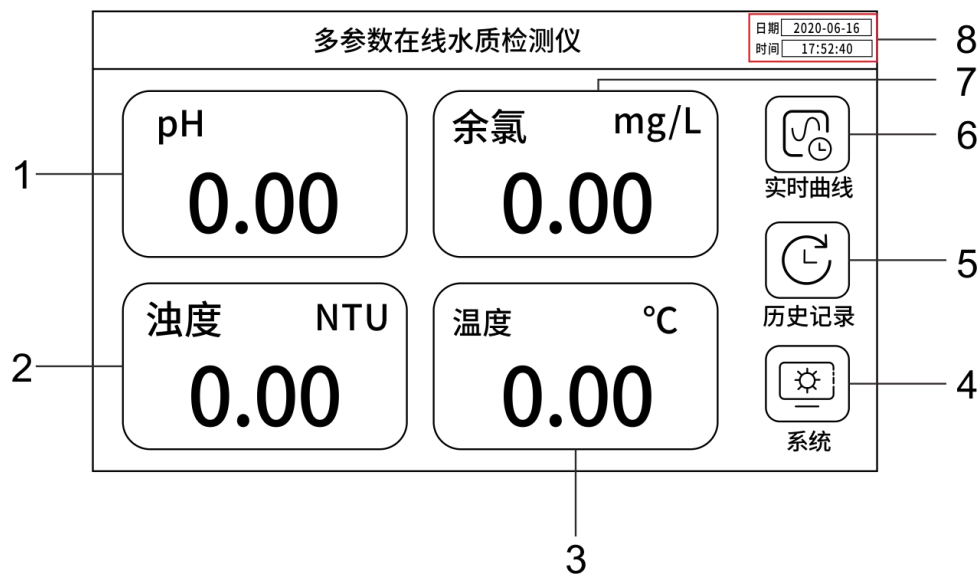 多参数在线水质检测仪
日期 2020-06-16
时间 17:52:40
8
7
pH
0.00
余氯 mg/L
0.00
1
6
实时曲线
5
历史记录
浊度 NTU
0.00
温度 °C
0.00
2
4
系统
3